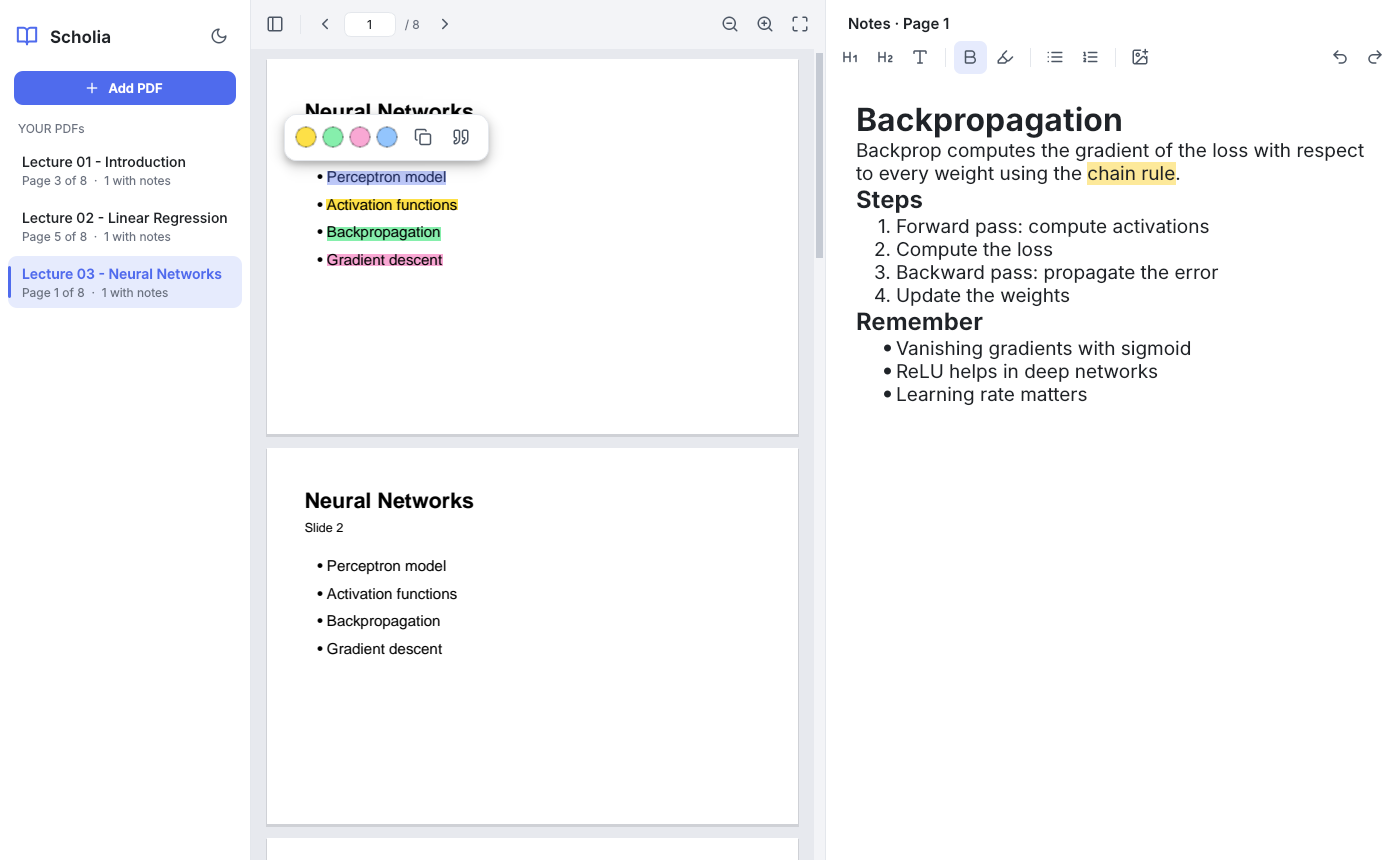 Scholia
Add PDF
YOUR PDFs
Lecture 01 - Introduction
Page 3 of 8 · 1 with notes
Lecture 02 - Linear Regression
Page 5 of 8 · 1 with notes
Lecture 03 - Neural Networks
Page 1 of 8 · 1 with notes
1 / 8
Neural Networks
• Perceptron model
• Activation functions
• Backpropagation
• Gradient descent
Neural Networks
Slide 2
• Perceptron model
• Activation functions
• Backpropagation
• Gradient descent
Notes · Page 1
H1 H2 T B
Backpropagation
Backprop computes the gradient of the loss with respect
to every weight using the chain rule.
Steps
1. Forward pass: compute activations
2. Compute the loss
3. Backward pass: propagate the error
4. Update the weights
Remember
• Vanishing gradients with sigmoid
• ReLU helps in deep networks
• Learning rate matters